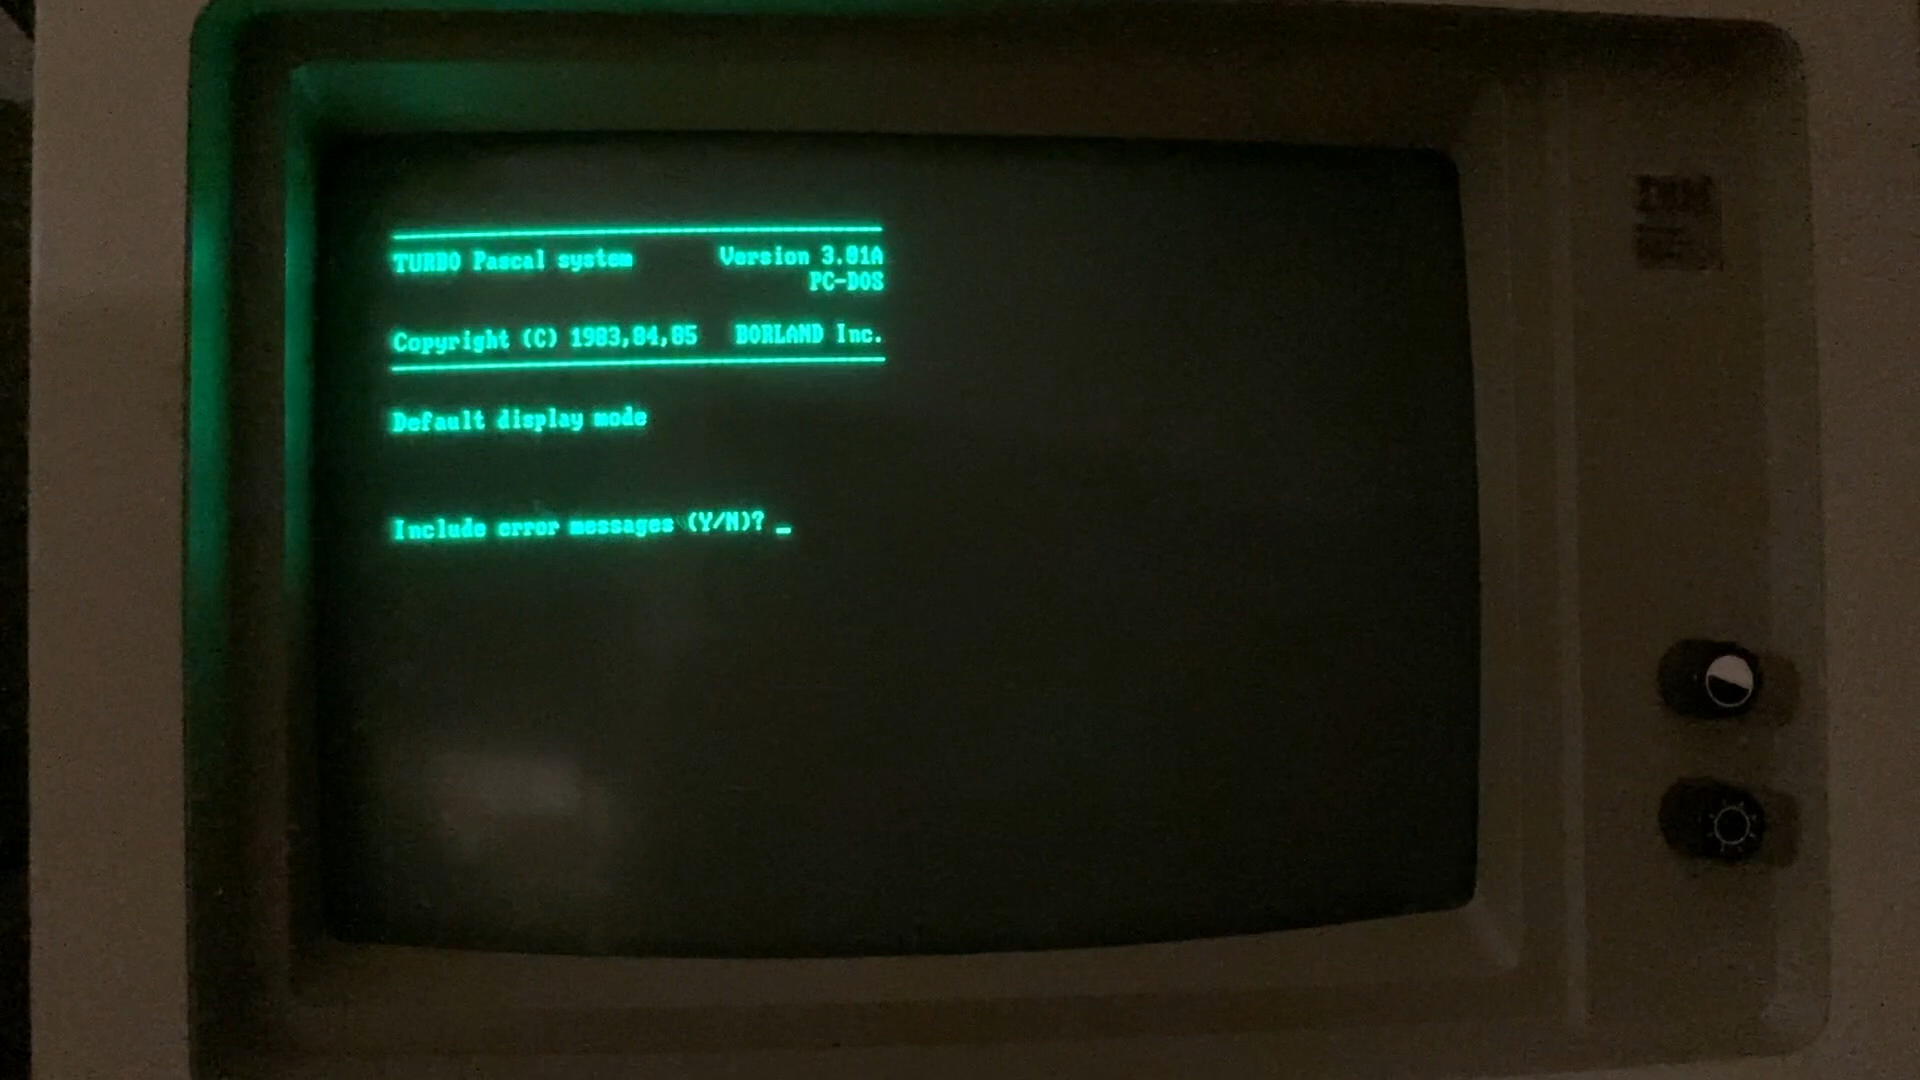 TURBO Pascal system Version 3.01A
PC-DOS
Copyright (C) 1983,84,85 BORLAND Inc.
Default display mode
Include error messages (Y/N)? _
IBM